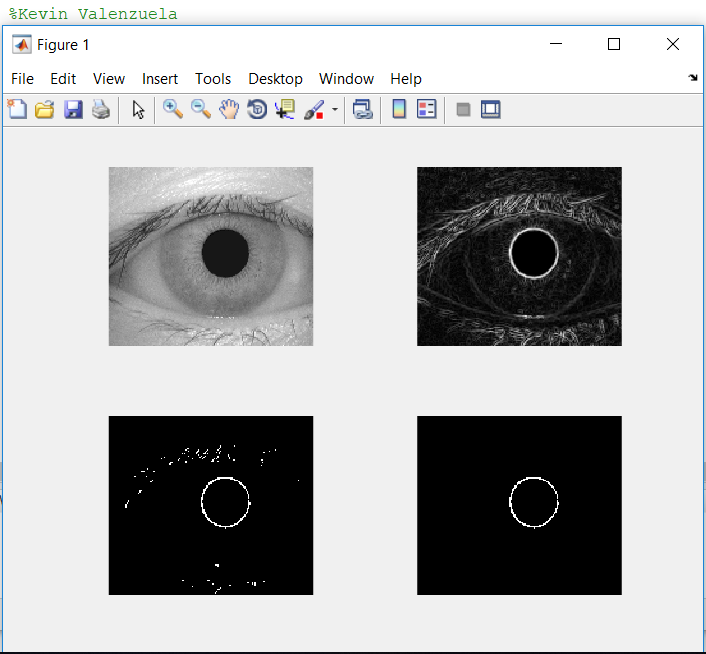 %Kevin Valenzuela
Figure 1
File Edit View Insert Tools Desktop Window Help